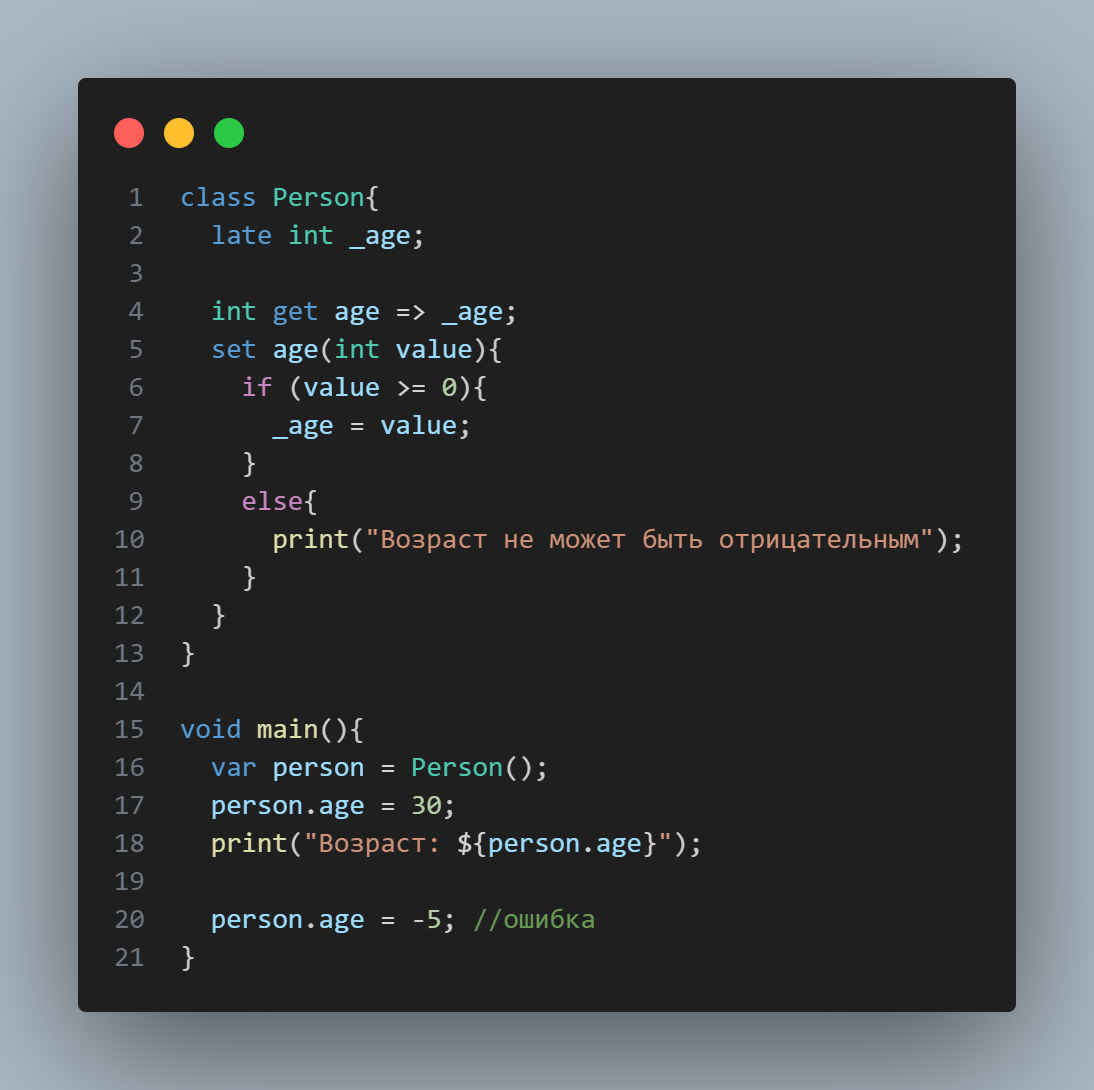 1 class Person{
2   late int _age;
3
4   int get age => _age;
5   set age(int value){
6     if (value >= 0){
7       _age = value;
8     }
9     else{
10       print("Возраст не может быть отрицательным");
11     }
12   }
13 }
14
15 void main(){
16   var person = Person();
17   person.age = 30;
18   print("Возраст: ${person.age}");
19
20   person.age = -5; //ошибка
21 }